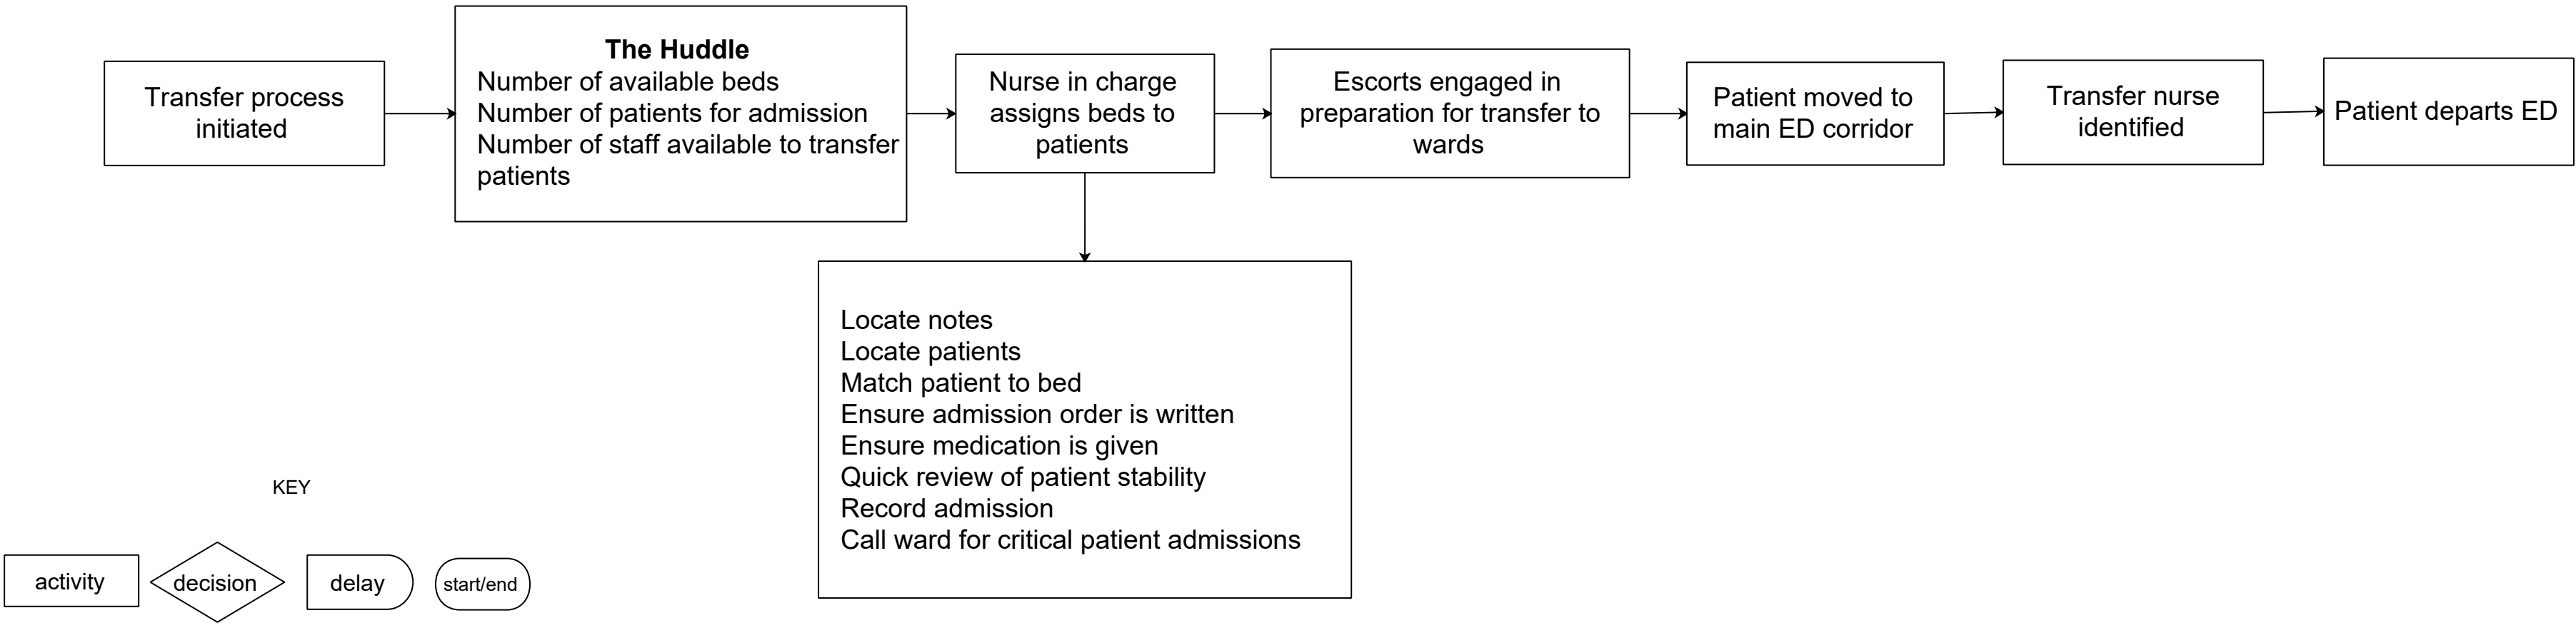 Transfer process
initiated
The Huddle
Number of available beds
Number of patients for admission
Number of staff available to transfer
patients
Nurse in charge
assigns beds to
patients
Escorts engaged in
preparation for transfer to
wards
Patient moved to
main ED corridor
Transfer nurse
identified
Patient departs ED
Locate notes
Locate patients
Match patient to bed
Ensure admission order is written
Ensure medication is given
Quick review of patient stability
Record admission
Call ward for critical patient admissions
KEY
activity
decision
delay
start/end